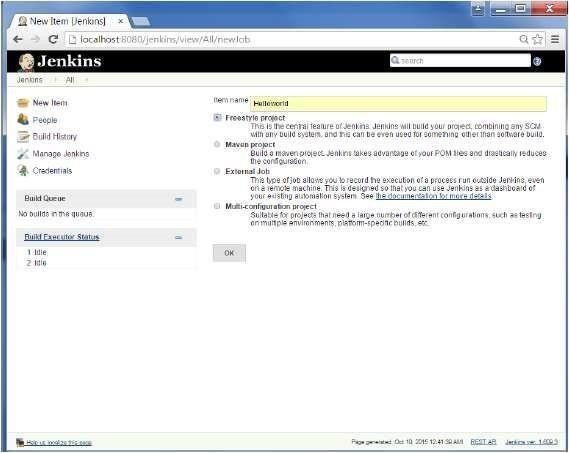 New Item [Jenkins]
localhost:8080/jenkins/view/All/newJob
Jenkins
search
Jenkins
All
New Item
People
Build History
Manage Jenkins
Credentials
Build Queue
No builds in the queue.
Build Executor Status
1 Idle
2 Idle
Item name Helloworld
Freestyle project
This is the central feature of Jenkins. Jenkins will build your project, combining any SCM
with any build system, and this can be even used for something other than software build.
Maven project
Build a maven project. Jenkins takes advantage of your POM files and drastically reduces
the configuration.
External Job
This type of job allows you to record the execution of a process run outside Jenkins, even
on a remote machine. This is designed so that you can use Jenkins as a dashboard of
your existing automation system. See the documentation for more details.
Multi-configuration project
Suitable for projects that need a large number of different configurations, such as testing
on multiple environments, platform-specific builds, etc.
OK
Help us localize this page
Page generated: Oct 10, 2015 12:41:39 AM REST API Jenkins ver. 1.609.3